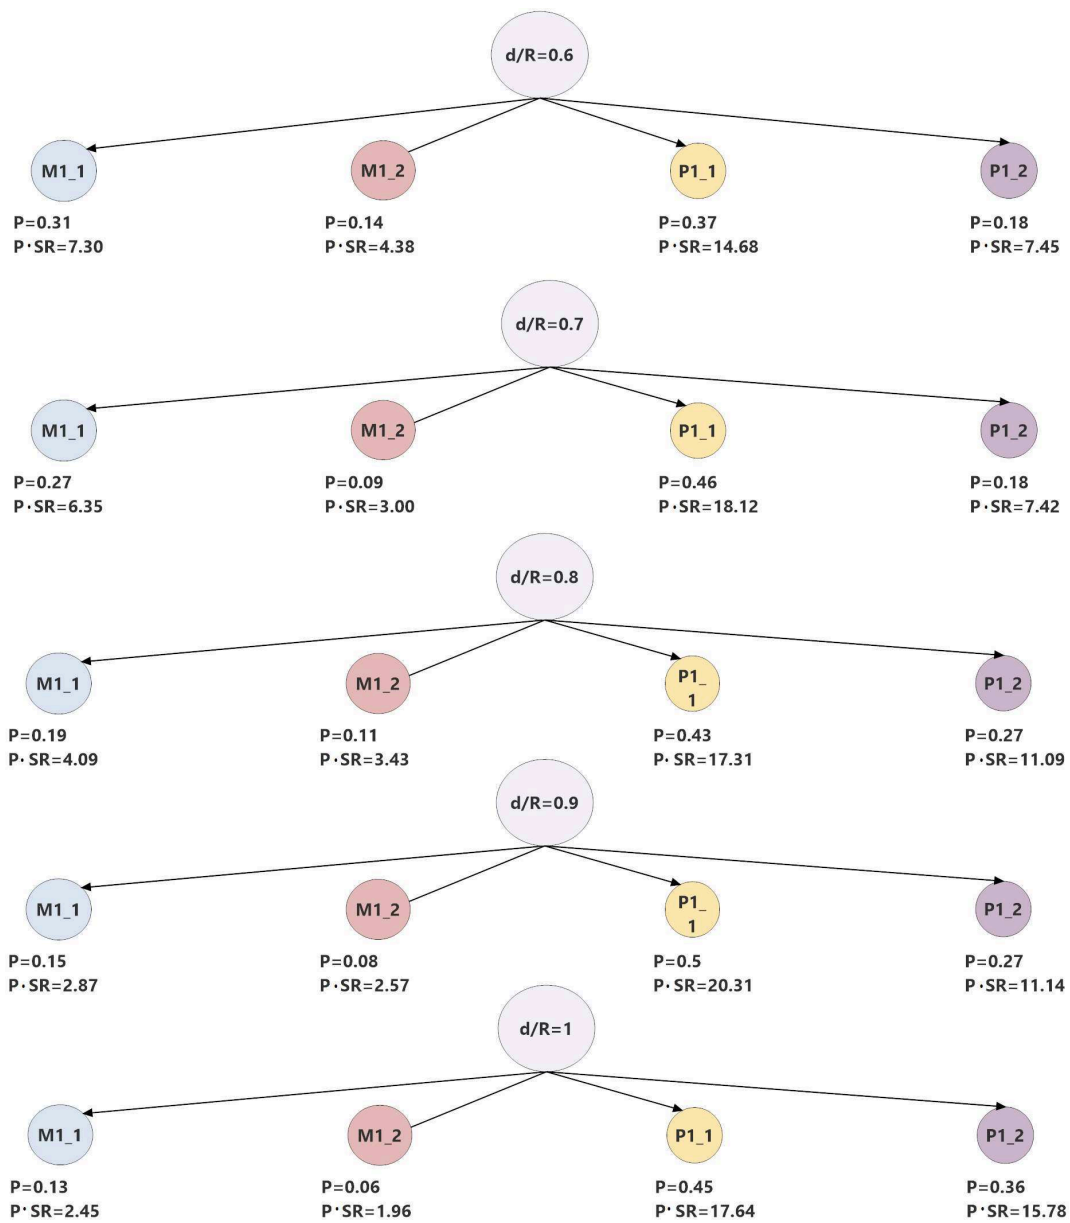 d/R=0.6
M1_1
M1_2
P1_1
P1_2
P=0.31
P·SR=7.30
P=0.14
P·SR=4.38
P=0.37
P·SR=14.68
P=0.18
P·SR=7.45
d/R=0.7
M1_1
M1_2
P1_1
P1_2
P=0.27
P·SR=6.35
P=0.09
P·SR=3.00
P=0.46
P·SR=18.12
P=0.18
P·SR=7.42
d/R=0.8
M1_1
M1_2
P1_
1
P1_2
P=0.19
P·SR=4.09
P=0.11
P·SR=3.43
P=0.43
P·SR=17.31
P=0.27
P·SR=11.09
d/R=0.9
M1_1
M1_2
P1_
1
P1_2
P=0.15
P·SR=2.87
P=0.08
P·SR=2.57
P=0.5
P·SR=20.31
P=0.27
P·SR=11.14
d/R=1
M1_1
M1_2
P1_1
P1_2
P=0.13
P·SR=2.45
P=0.06
P·SR=1.96
P=0.45
P·SR=17.64
P=0.36
P·SR=15.78